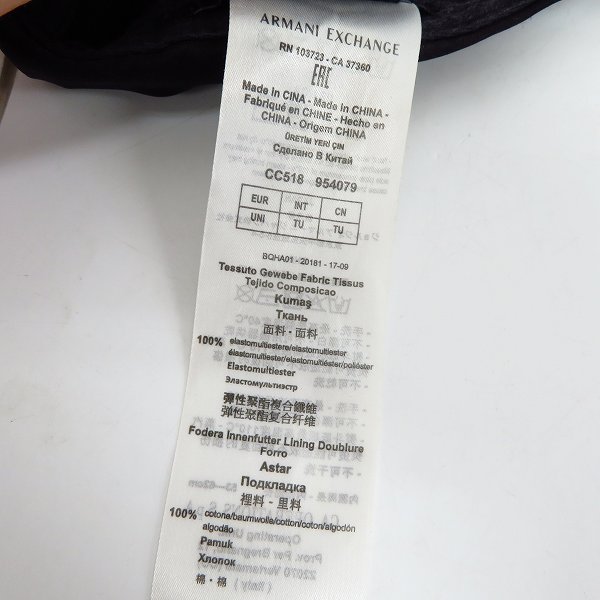 ARMANI EXCHANGE
RN 103723 - CA 37360
EAC
Made in CINA - Made in CHINA -
Fabriqué en CHINE - Hecho en
CHINA - Origem CHINA
ÜRETİM YERİ ÇIN
Сделано В Китай
CC518 954079
EUR INT CN
UNI TU TU
BQHA01 - 20181 - 17-09
Tessuto Gewebe Fabric Tissus
Tejido Composicao
Kumaş
Ткань
面料 - 面料
100% elastomultiestere/elastomultiester
élastomultiester/elastomultiéster/poliéster
Elastomultiester
Эластомультиэстр
彈性聚酯複合纖維
弹性聚酯复合纤维
Fodera Innenfutter Lining Doublure
Forro
Astar
Подкладка
裡料 - 里料
100% cotone/baumwolle/cotton/coton/algodón
algodão
Pamuk
Хлопок
棉 · 棉